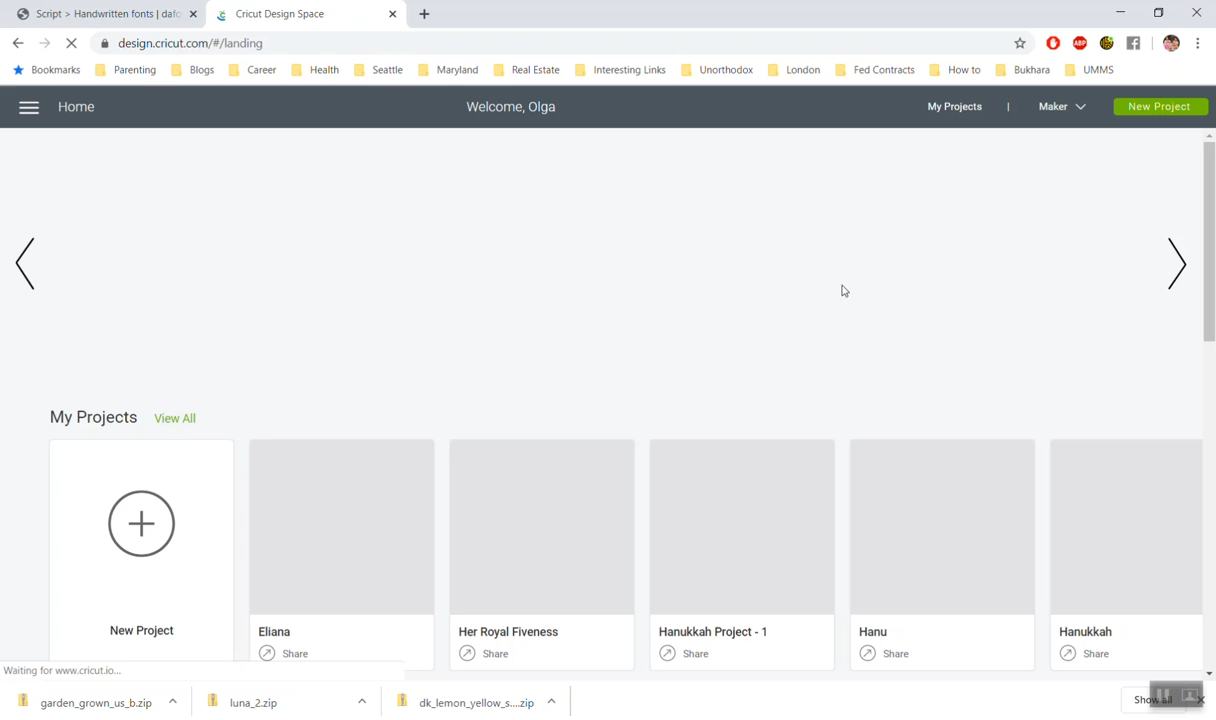 Script > Handwritten fonts | dafo
Cricut Design Space
design.cricut.com/#/landing
Bookmarks Parenting Blogs Career Health Seattle Maryland Real Estate Interesting Links Unorthodox London Fed Contracts How to Bukhara UMMS
Home Welcome, Olga My Projects | Maker New Project
My Projects View All
New Project
Eliana
Share
Her Royal Fiveness
Share
Hanukkah Project - 1
Share
Hanu
Share
Hanukkah
Share
Waiting for www.cricut.io...
garden_grown_us_b.zip luna_2.zip dk_lemon_yellow_s....zip Show all